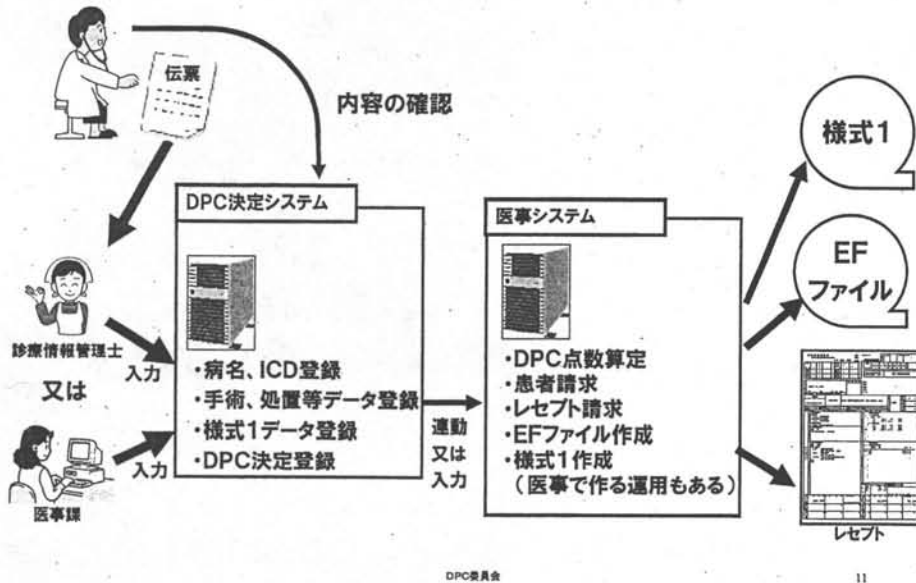 伝票
内容の確認
様式1
DPC決定システム
医事システム
EF
ファイル
診療情報管理士
又は
入力
・病名、ICD登録
・手術、処置等データ登録
・様式1データ登録
・DPC決定登録
入力
医事課
連動
又は
入力
・DPC点数算定
・患者請求
・レセプト請求
・EFファイル作成
・様式1作成
(医事で作る運用もある)
レセプト
DPC委員会
11